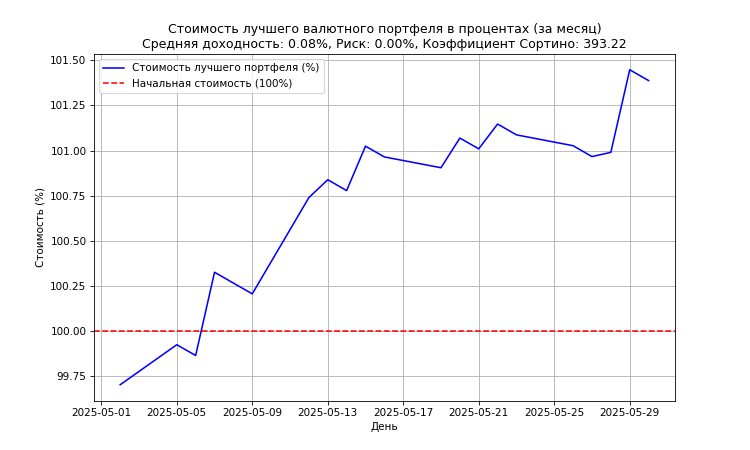 Стоимость лучшего валютного портфеля в процентах (за месяц)
Средняя доходность: 0.08%, Риск: 0.00%, Коэффициент Сортино: 393.22
Стоимость лучшего портфеля (%)
Начальная стоимость (100%)
Стоимость (%)
101.50
101.25
101.00
100.75
100.50
100.25
100.00
99.75
2025-05-01 2025-05-05 2025-05-09 2025-05-13 2025-05-17 2025-05-21 2025-05-25 2025-05-29
День